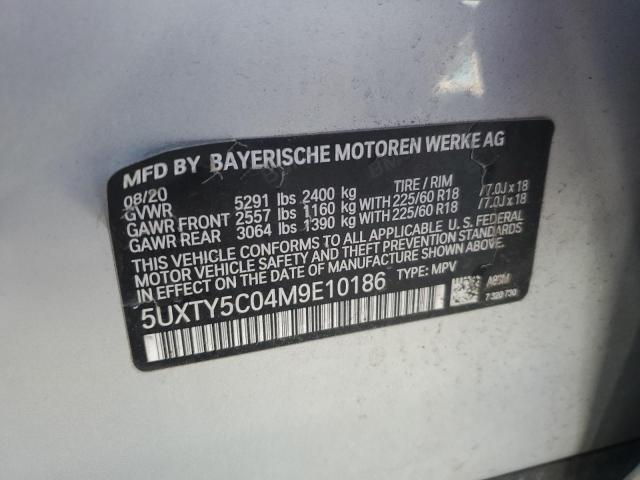 MFD BY BAYERISCHE MOTOREN WERKE AG
08/20
GVWR 5291 lbs 2400 kg TIRE / RIM
GAWR FRONT 2557 lbs 1160 kg WITH 225/60 R18 /7.0J x 18
GAWR REAR 3064 lbs 1390 kg WITH 225/60 R18 /7.0J x 18
THIS VEHICLE CONFORMS TO ALL APPLICABLE U.S. FEDERAL
MOTOR VEHICLE SAFETY AND THEFT PREVENTION STANDARDS
IN EFFECT ON THE DATE OF MANUFACTURE SHOWN ABOVE.
5UXTY5C04M9E10186 TYPE: MPV
7 320 730